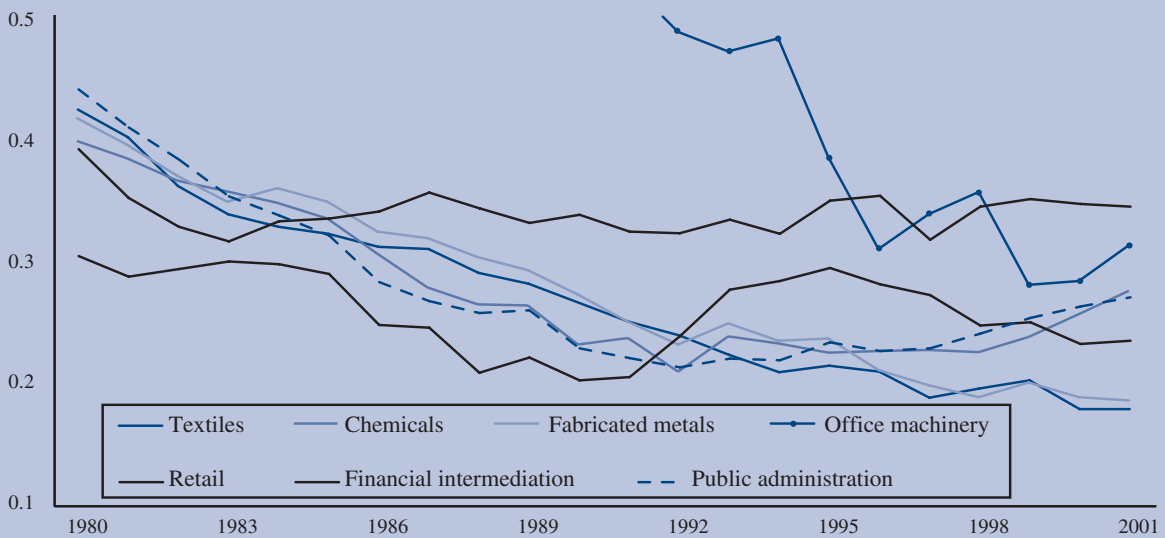 0.5
0.4
0.3
0.2
Textiles Chemicals Fabricated metals Office machinery
Retail Financial intermediation Public administration
0.1
1980 1983 1986 1989 1992 1995 1998 2001